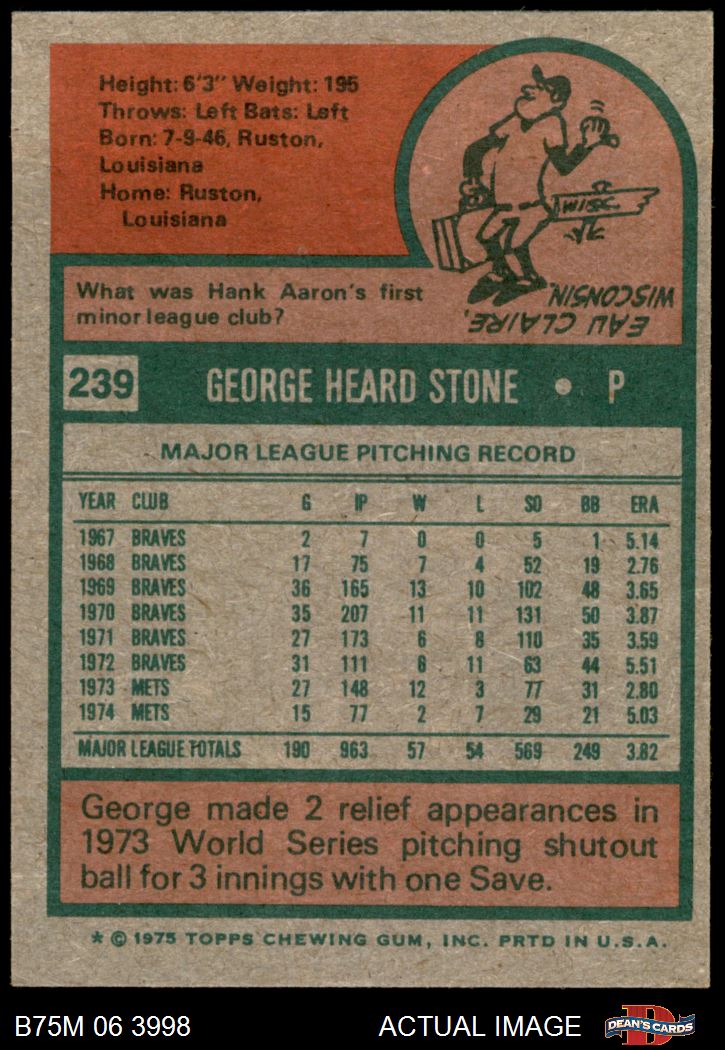 Height: 6'3" Weight: 195
Throws: Left Bats: Left
Born: 7-9-46, Ruston,
Louisiana
Home: Ruston,
Louisiana
WISC.
What was Hank Aaron's first
minor league club?
EAU CLAIRE,
WISCONSIN.
239 GEORGE HEARD STONE • P
MAJOR LEAGUE PITCHING RECORD
YEAR CLUB G IP W L SO BB ERA
1967 BRAVES 2 7 0 0 5 1 5.14
1968 BRAVES 17 75 7 4 52 19 2.76
1969 BRAVES 36 165 13 10 102 48 3.65
1970 BRAVES 35 207 11 11 131 50 3.87
1971 BRAVES 27 173 6 8 110 35 3.59
1972 BRAVES 31 111 6 11 63 44 5.51
1973 METS 27 148 12 3 77 31 2.80
1974 METS 15 77 2 7 29 21 5.03
MAJOR LEAGUE TOTALS 190 963 57 54 569 249 3.82
George made 2 relief appearances in
1973 World Series pitching shutout
ball for 3 innings with one Save.
* © 1975 TOPPS CHEWING GUM, INC. PRTD IN U.S.A.
B75M 06 3998 ACTUAL IMAGE D DEAN'S CARDS